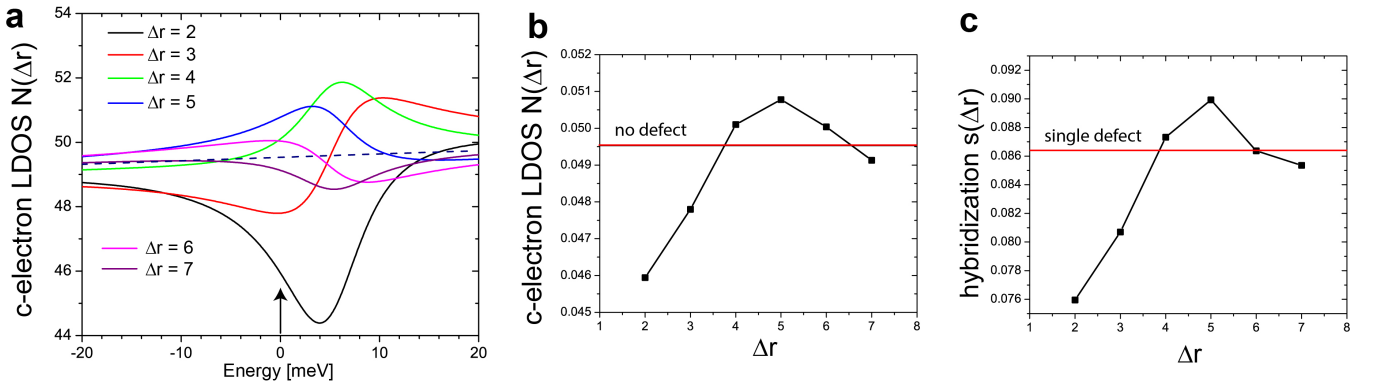 a
c-electron LDOS N(Δr)
54
52
50
48
46
44
Δr = 2
Δr = 3
Δr = 4
Δr = 5
Δr = 6
Δr = 7
-20
-10
0
10
20
Energy [meV]
b
c-electron LDOS N(Δr)
0.052
0.051
0.050
0.049
0.048
0.047
0.046
0.045
no defect
1
2
3
4
5
6
7
8
Δr
c
hybridization s(Δr)
0.092
0.090
0.088
0.086
0.084
0.082
0.080
0.078
0.076
single defect
1
2
3
4
5
6
7
8
Δr